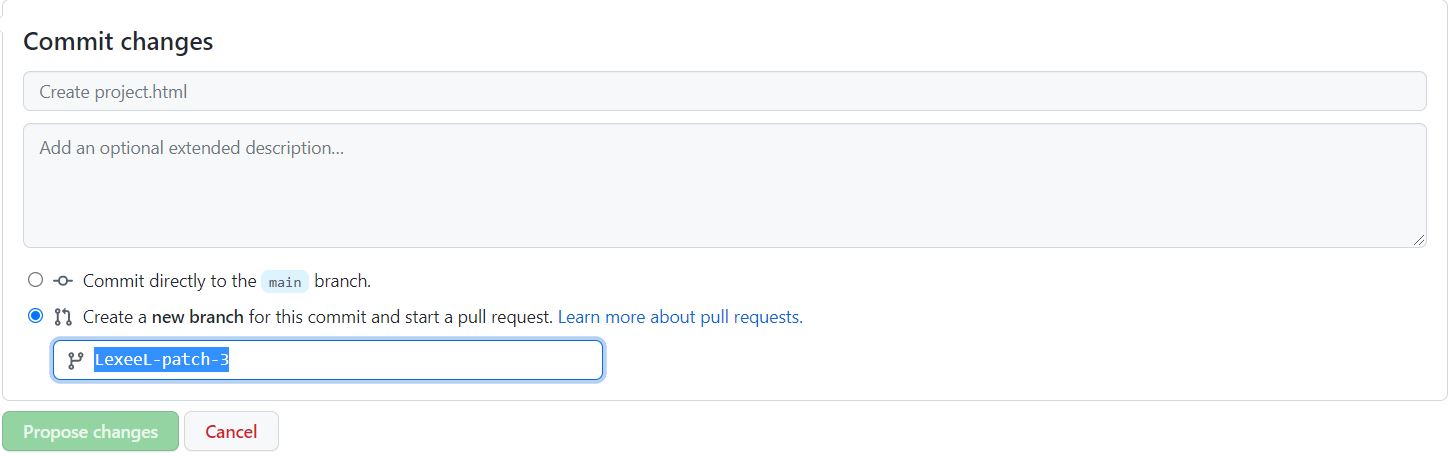 Commit changes
Create project.html
Add an optional extended description...
Commit directly to the main branch.
Create a new branch for this commit and start a pull request. Learn more about pull requests.
LexeeL-patch-3
Propose changes Cancel